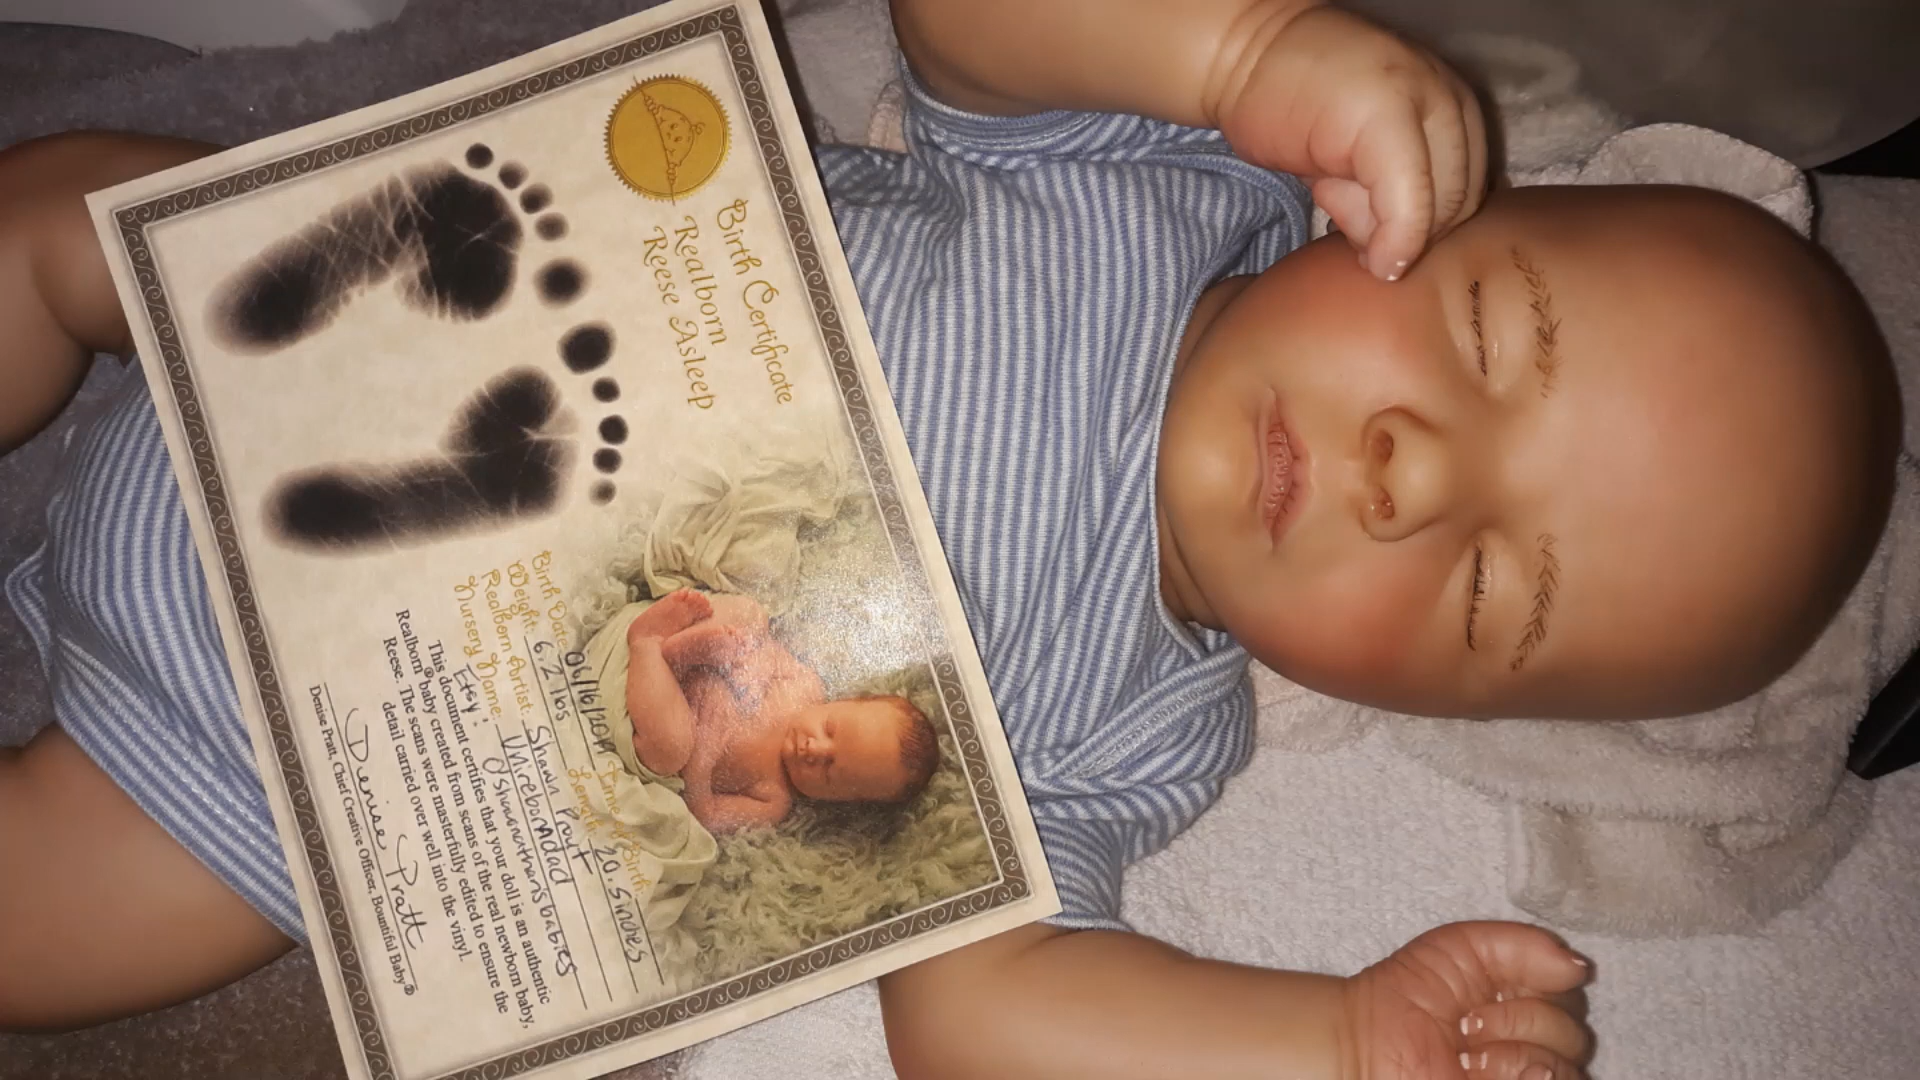 Birth Certificate
Realborn
Reese Asleep
Birth Date: 06/16/20 Time of Birth:
Weight: 6.2 lbs Length: 20.5 inches
Realborn Artist: Shawn Prout
Nursery Name:
Etsy:
This document certifies that your doll is an authentic
Realborn® baby created from scans of the real newborn baby,
Reese. The scans were masterfully edited to ensure the
detail carried over well into the vinyl.
Denise Pratt
Denise Pratt, Chief Creative Officer, Bountiful Baby®